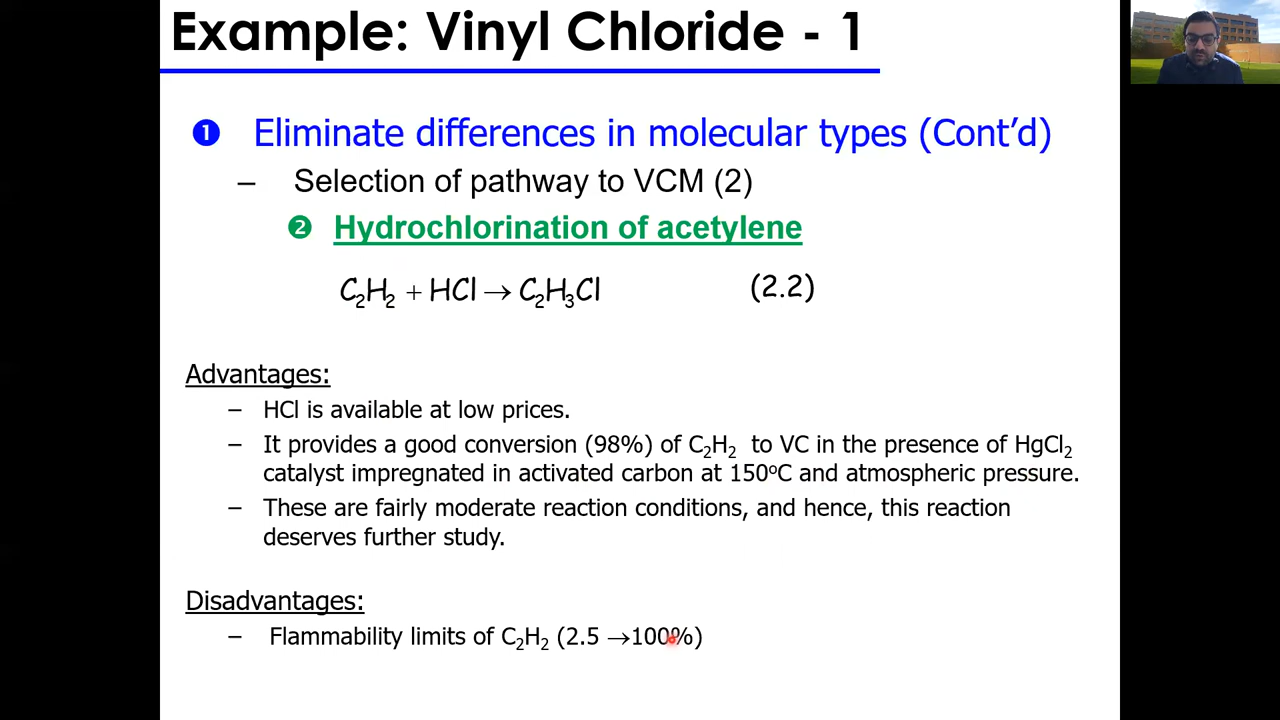 Example: Vinyl Chloride - 1
❶ Eliminate differences in molecular types (Cont’d)
– Selection of pathway to VCM (2)
❷ Hydrochlorination of acetylene
C₂H₂ + HCl → C₂H₃Cl (2.2)
Advantages:
– HCl is available at low prices.
– It provides a good conversion (98%) of C₂H₂ to VC in the presence of HgCl₂
catalyst impregnated in activated carbon at 150ºC and atmospheric pressure.
– These are fairly moderate reaction conditions, and hence, this reaction
deserves further study.
Disadvantages:
– Flammability limits of C₂H₂ (2.5 →100%)